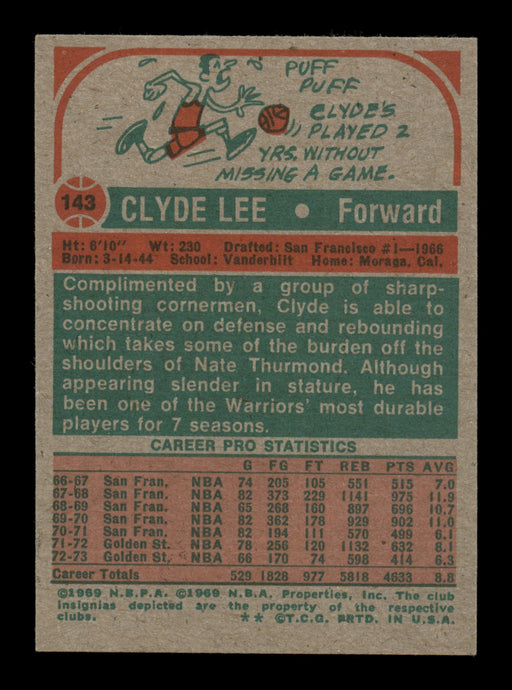 PUFF
PUFF
CLYDE'S
PLAYED 2
YRS. WITHOUT
MISSING A GAME.
143 CLYDE LEE • Forward
Ht: 6'10" Wt: 230 Drafted: San Francisco #1—1966
Born: 3-14-44 School: Vanderbilt Home: Moraga, Cal.
Complimented by a group of sharp-
shooting cornermen, Clyde is able to
concentrate on defense and rebounding
which takes some of the burden off the
shoulders of Nate Thurmond. Although
appearing slender in stature, he has
been one of the Warriors' most durable
players for 7 seasons.
CAREER PRO STATISTICS
G FG FT REB PTS AVG
66-67 San Fran. NBA 74 205 105 551 515 7.0
67-68 San Fran. NBA 82 373 229 1141 975 11.9
68-69 San Fran. NBA 65 268 160 897 696 10.7
69-70 San Fran. NBA 82 362 178 929 902 11.0
70-71 San Fran. NBA 82 194 111 570 499 6.1
71-72 Golden St. NBA 78 256 120 1132 632 8.1
72-73 Golden St. NBA 66 170 74 598 414 6.3
Career Totals 529 1828 977 5818 4633 8.8
©1969 N.B.P.A. ©1969 N.B.A. Properties, Inc. The club
insignias depicted are the property of the respective
clubs. * * ©T.C.G. PRTD. IN U.S.A.